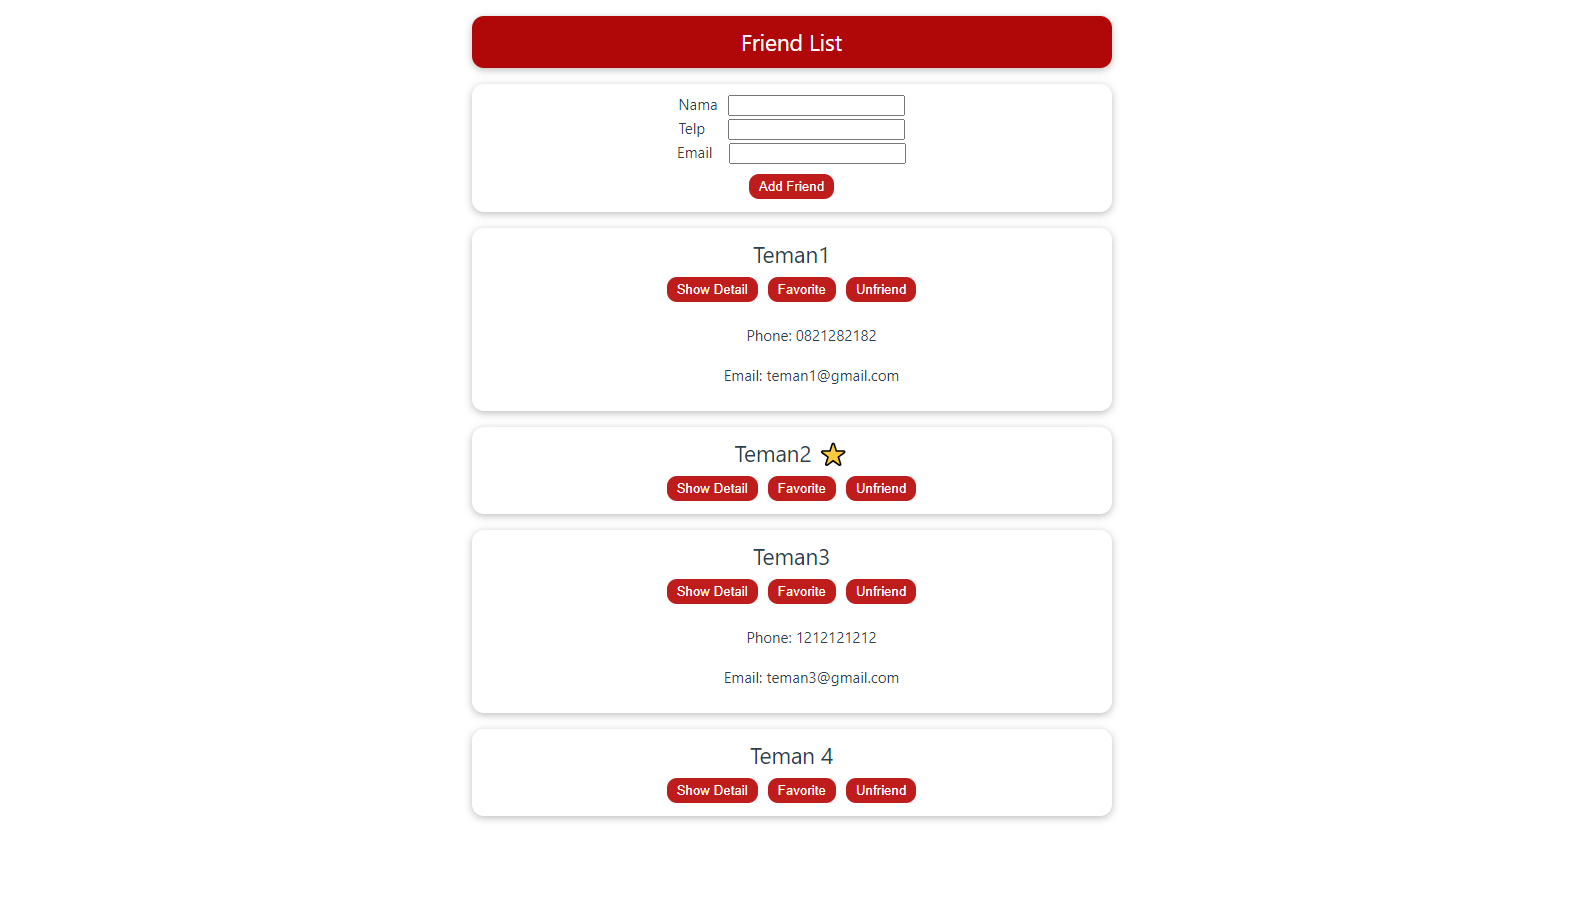 Friend List
Nama
Telp
Email
Add Friend
Teman1
Show Detail Favorite Unfriend
Phone: 0821282182
Email: teman1@gmail.com
Teman2
Show Detail Favorite Unfriend
Teman3
Show Detail Favorite Unfriend
Phone: 1212121212
Email: teman3@gmail.com
Teman 4
Show Detail Favorite Unfriend